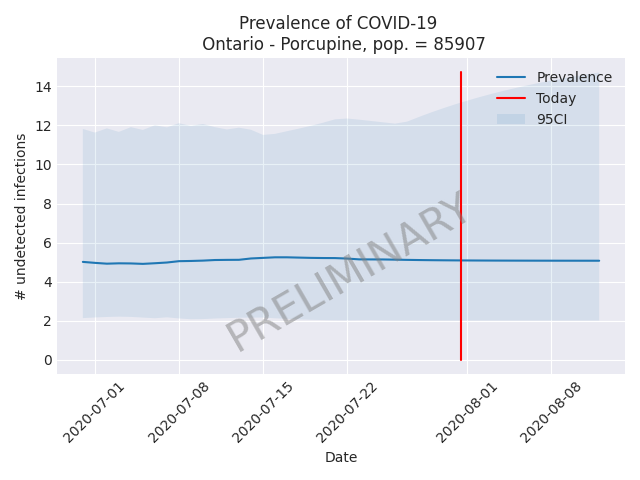 Prevalence of COVID-19
Ontario - Porcupine, pop. = 85907
Prevalence
Today
95CI
# undetected infections
14
12
10
8
6
4
2
0
PRELIMINARY
2020-07-01
2020-07-08
2020-07-15
2020-07-22
2020-08-01
2020-08-08
Date